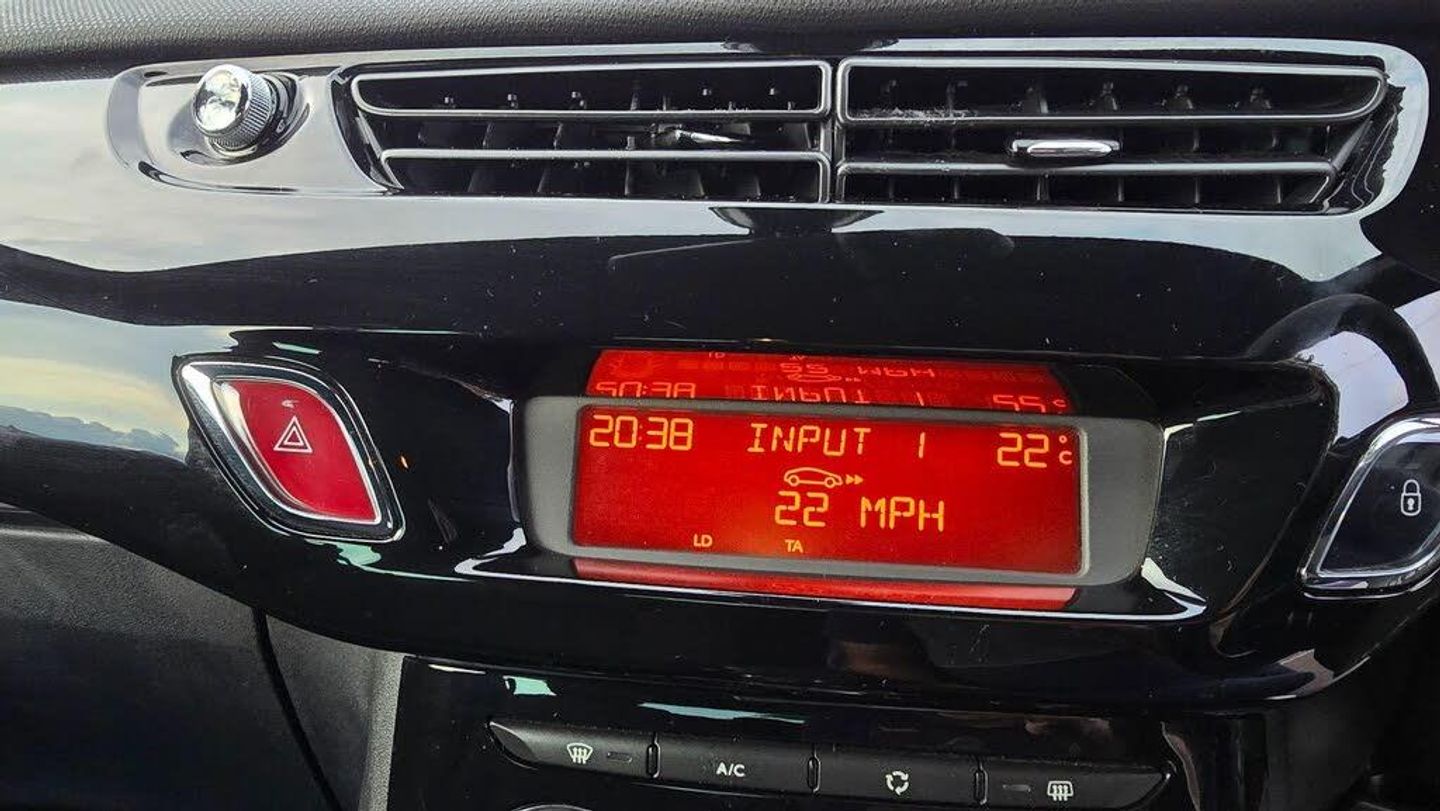 20:38 INPUT 1 22°C
22 MPH
LD TA
A/C